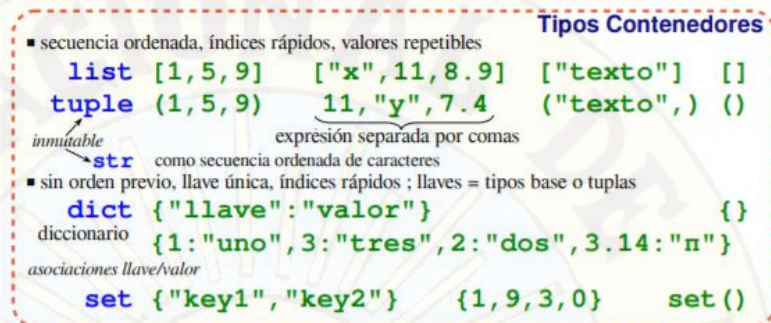 Tipos Contenedores
▪ secuencia ordenada, índices rápidos, valores repetibles
list [1,5,9] ["x",11,8.9] ["texto"] []
tuple (1,5,9) 11,"y",7.4 ("texto",) ()
inmutable
expresión separada por comas
str como secuencia ordenada de caracteres
▪ sin orden previo, llave única, índices rápidos ; llaves = tipos base o tuplas
dict {"llave":"valor"} {}
diccionario {1:"uno",3:"tres",2:"dos",3.14:"π"}
asociaciones llave/valor
set {"key1","key2"} {1,9,3,0} set()